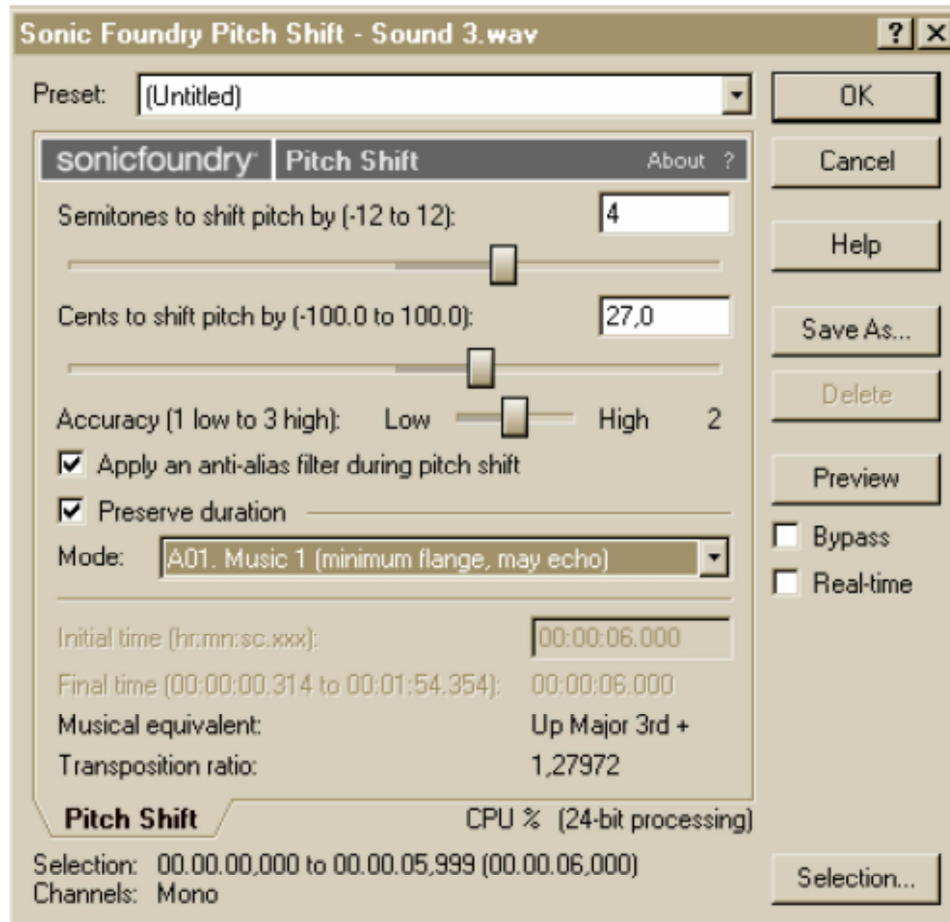 Sonic Foundry Pitch Shift - Sound 3.wav ? X
Preset: (Untitled) OK
sonicfoundry Pitch Shift About ?
Cancel
Semitones to shift pitch by (-12 to 12): 4
Help
Cents to shift pitch by (-100.0 to 100.0): 27,0
Save As...
Delete
Accuracy (1 low to 3 high): Low High 2
Apply an anti-alias filter during pitch shift
Preview
Preserve duration
Bypass
Mode: A01. Music 1 (minimum flange, may echo)
Real-time
Initial time (hr:mn:sc.xxx): 00:00:06.000
Final time (00:00:00.314 to 00:01:54.354): 00:00:06.000
Musical equivalent: Up Major 3rd +
Transposition ratio: 1,27972
Pitch Shift CPU % (24-bit processing)
Selection: 00.00.00,000 to 00.00.05,999 (00.00.06,000)
Channels: Mono
Selection...